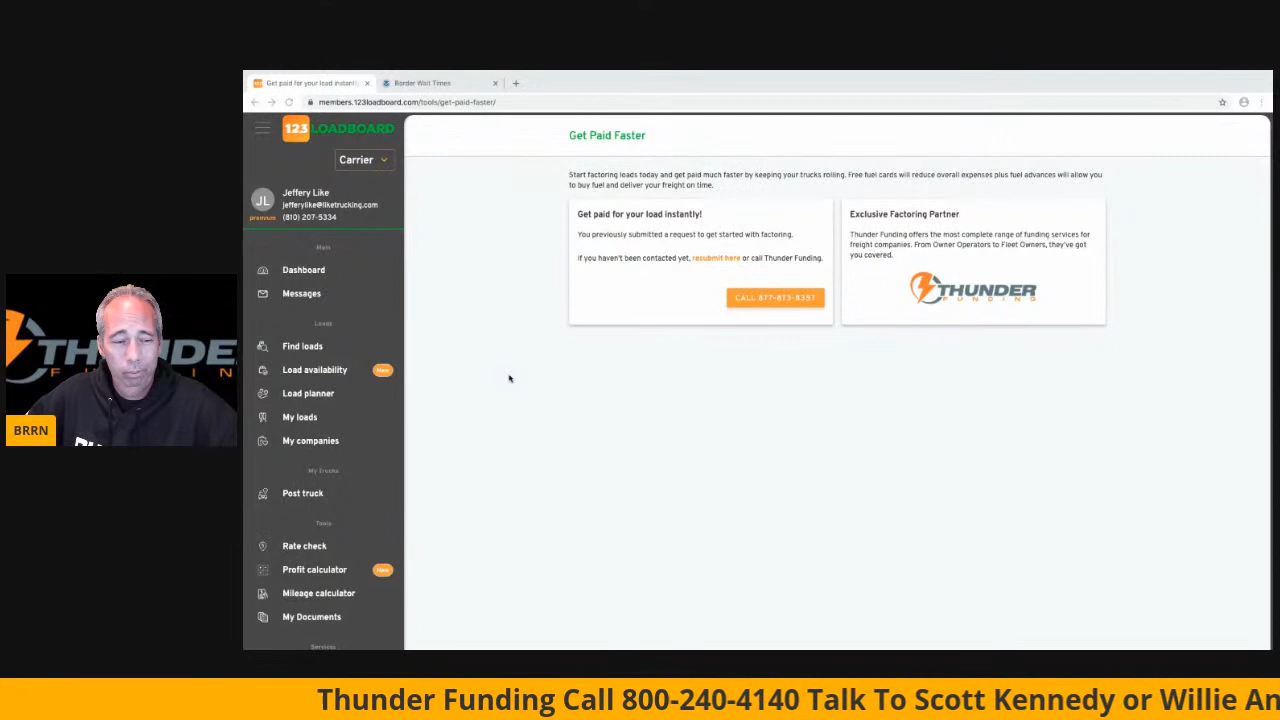 Get paid for your load instantly
Border Wait Times
members.123loadboard.com/tools/get-paid-faster/
123 LOADBOARD
Carrier
JL
premium
Jeffery Like
jefferylike@liketrucking.com
(810) 207-5334
Main
Dashboard
Messages
Loads
Find loads
Load availability New
Load planner
My loads
My companies
My Trucks
Post truck
Tools
Rate check
Profit calculator New
Mileage calculator
My Documents
Services
Get Paid Faster
Start factoring loads today and get paid much faster by keeping your trucks rolling. Free fuel cards will reduce overall expenses plus fuel advances will allow you
to buy fuel and deliver your freight on time.
Get paid for your load instantly!
You previously submitted a request to get started with factoring.
If you haven't been contacted yet, resubmit here or call Thunder Funding.
CALL 877-873-8357
Exclusive Factoring Partner
Thunder Funding offers the most complete range of funding services for
freight companies. From Owner Operators to Fleet Owners, they've got
you covered.
THUNDER
FUNDING
BRRN
Thunder Funding Call 800-240-4140 Talk To Scott Kennedy or Willie An